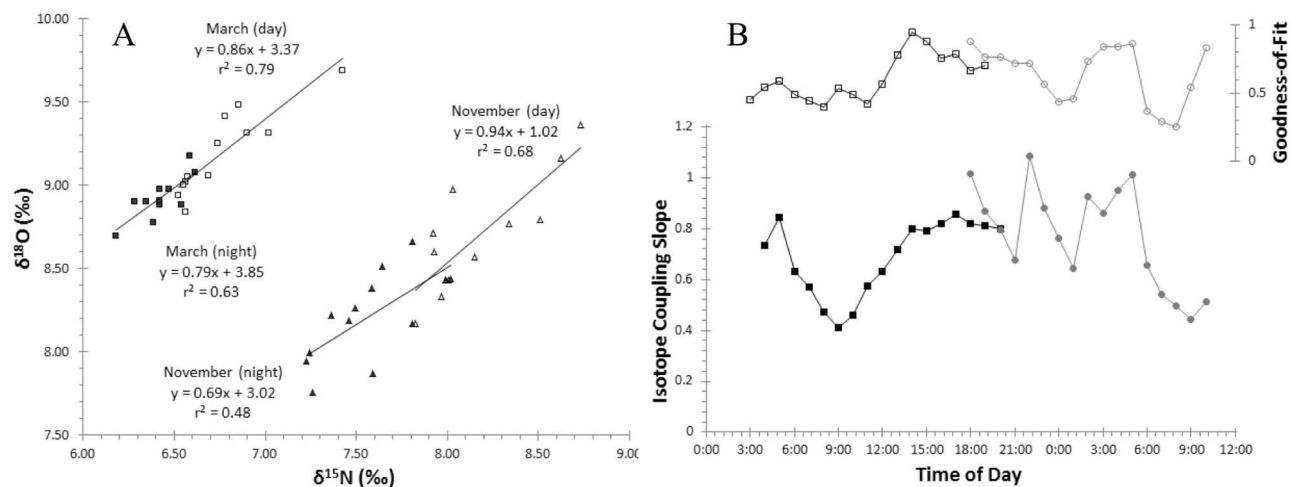 A
10.00
9.50
9.00
8.50
8.00
7.50
δ¹⁸O (‰)
6.00
6.50
7.00
7.50
8.00
8.50
9.00
δ¹⁵N (‰)
March (day)
y = 0.86x + 3.37
r² = 0.79
November (day)
y = 0.94x + 1.02
r² = 0.68
March (night)
y = 0.79x + 3.85
r² = 0.63
November (night)
y = 0.69x + 3.02
r² = 0.48
B
1
0.5
0
Goodness-of-Fit
1.2
1
0.8
0.6
0.4
0.2
0
Isotope Coupling Slope
0:00
3:00
6:00
9:00
12:00
15:00
18:00
21:00
0:00
3:00
6:00
9:00
12:00
Time of Day